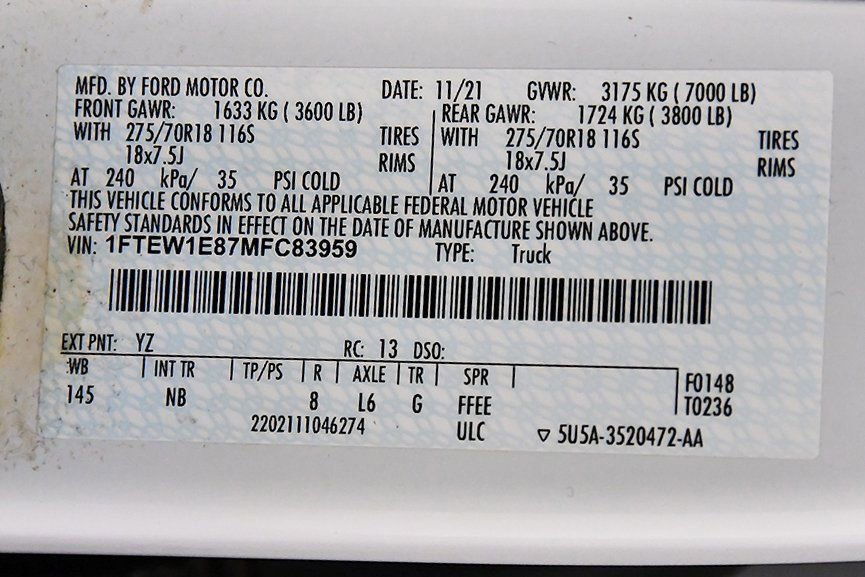 MFD. BY FORD MOTOR CO. DATE: 11/21 GVWR: 3175 KG ( 7000 LB)
FRONT GAWR: 1633 KG ( 3600 LB) REAR GAWR: 1724 KG ( 3800 LB)
WITH 275/70R18 116S TIRES WITH 275/70R18 116S TIRES
18x7.5J RIMS 18x7.5J RIMS
AT 240 kPa/ 35 PSI COLD AT 240 kPa/ 35 PSI COLD
THIS VEHICLE CONFORMS TO ALL APPLICABLE FEDERAL MOTOR VEHICLE
SAFETY STANDARDS IN EFFECT ON THE DATE OF MANUFACTURE SHOWN ABOVE.
VIN: 1FTEW1E87MFC83959 TYPE: Truck
EXT PNT: YZ RC: 13 DSO:
WB INT TR TP/PS R AXLE TR SPR F0148
145 NB 8 L6 G FFEE T0236
2202111046274 ULC ▽ 5U5A-3520472-AA